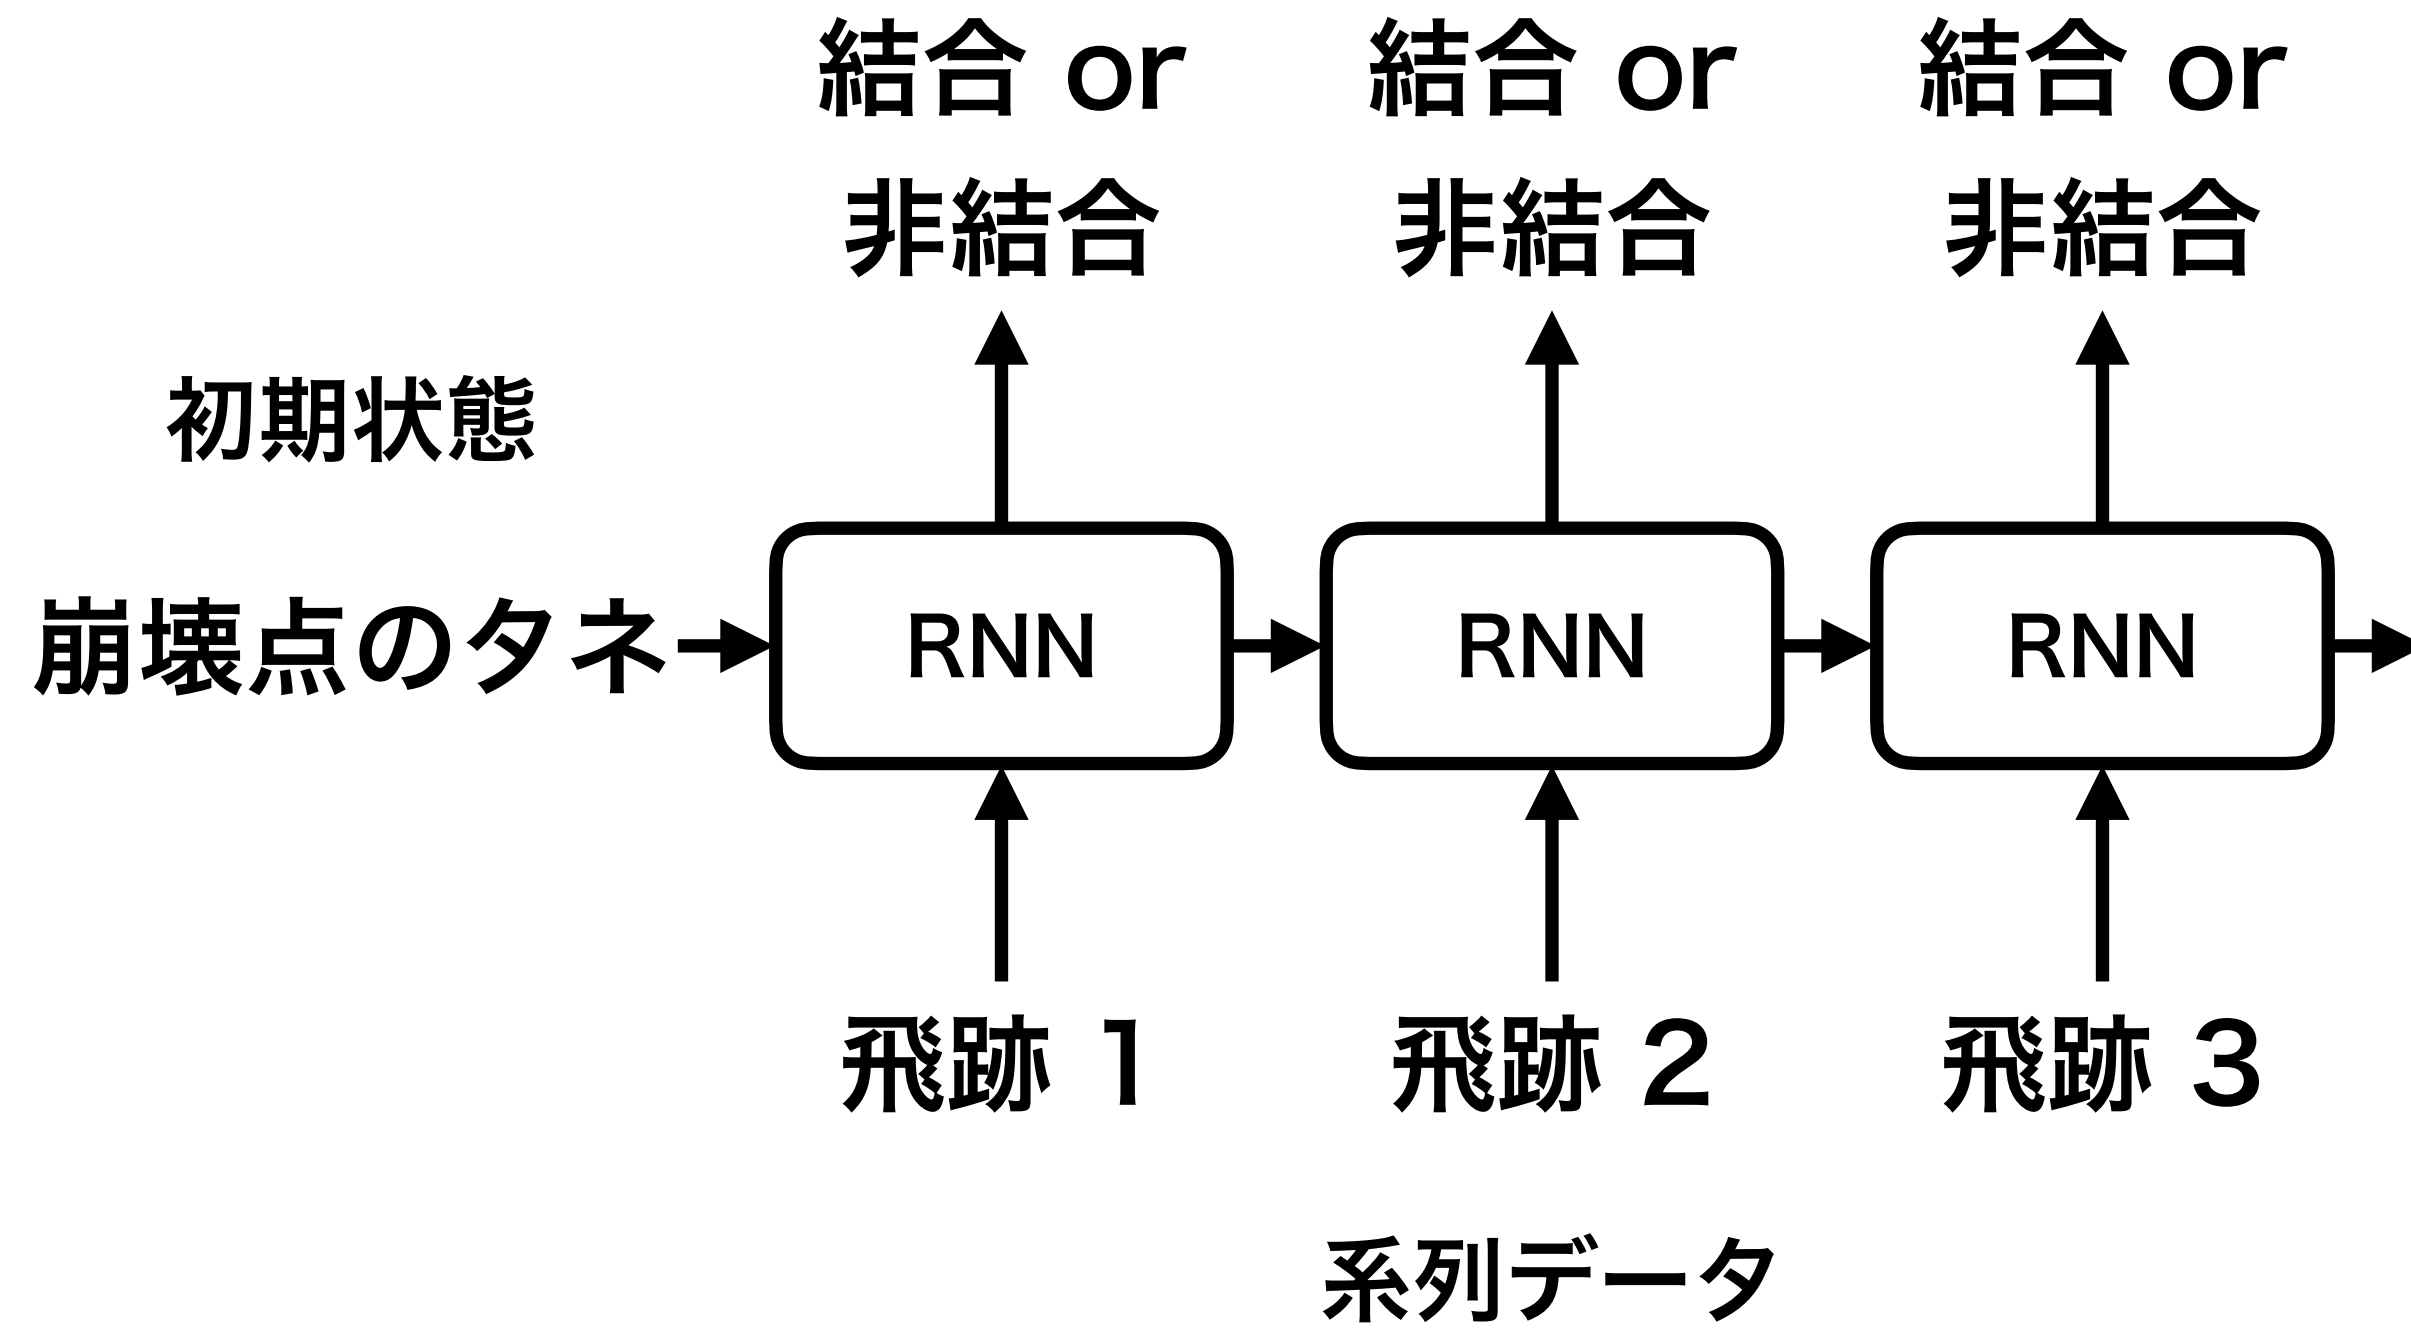 結合 or
非結合
結合 or
非結合
結合 or
非結合
初期状態
崩壊点のタネ
RNN
RNN
RNN
飛跡 1
飛跡 2
飛跡 3
系列データ